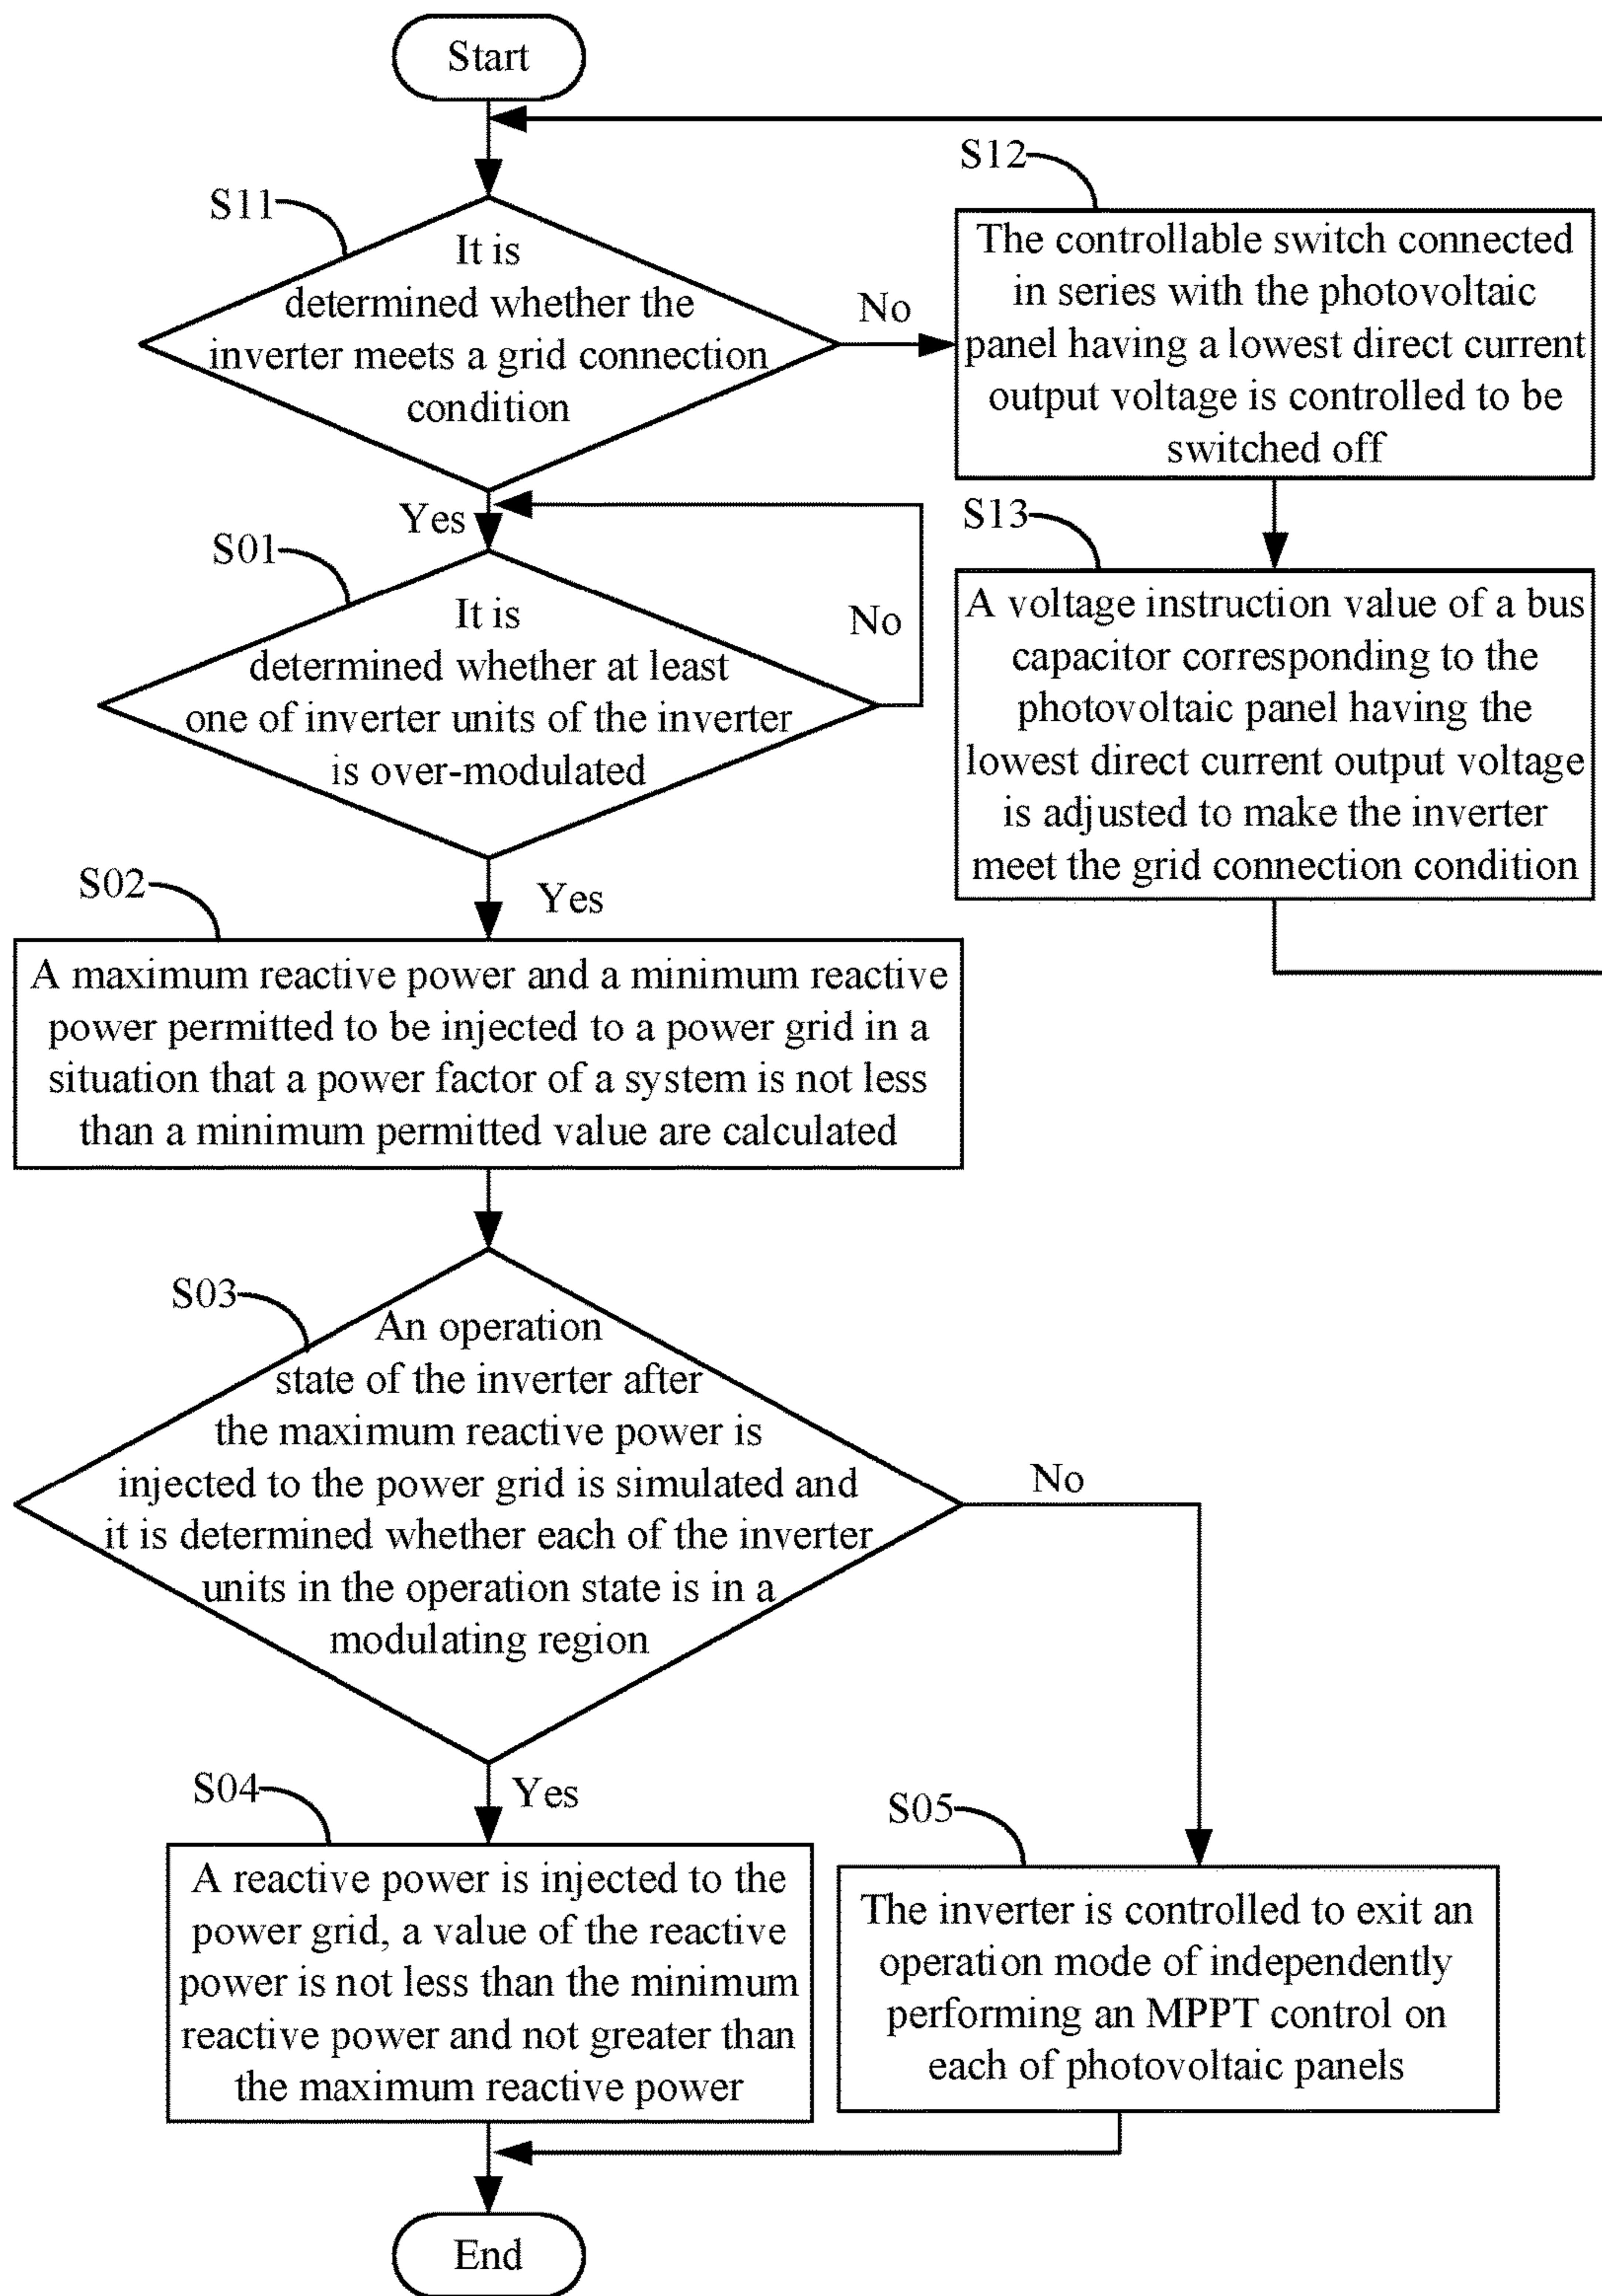 Start
S11
It is
determined whether the
inverter meets a grid connection
condition
No
S12
The controllable switch connected
in series with the photovoltaic
panel having a lowest direct current
output voltage is controlled to be
switched off
Yes
S13
A voltage instruction value of a bus
capacitor corresponding to the
photovoltaic panel having the
lowest direct current output voltage
is adjusted to make the inverter
meet the grid connection condition
S01
It is
determined whether at least
one of inverter units of the inverter
is over-modulated
No
Yes
S02
A maximum reactive power and a minimum reactive
power permitted to be injected to a power grid in a
situation that a power factor of a system is not less
than a minimum permitted value are calculated
S03
An operation
state of the inverter after
the maximum reactive power is
injected to the power grid is simulated and
it is determined whether each of the inverter
units in the operation state is in a
modulating region
No
Yes
S04
A reactive power is injected to the
power grid, a value of the reactive
power is not less than the minimum
reactive power and not greater than
the maximum reactive power
S05
The inverter is controlled to exit an
operation mode of independently
performing an MPPT control on
each of photovoltaic panels
End